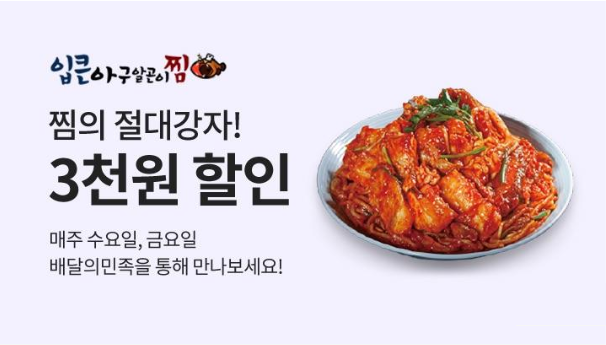 입큰아구알곤이찜
찜의 절대강자!
3천원 할인
매주 수요일, 금요일
배달의민족을 통해 만나보세요!